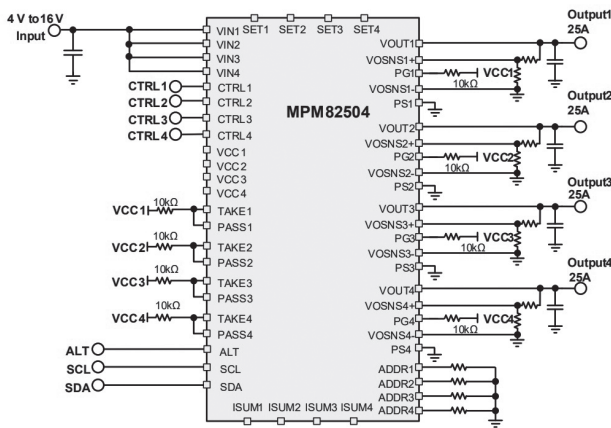 4 V to 16 V
Input
SET1 SET2 SET3 SET4
VIN1
VIN2
VIN3
VIN4
CTRL1 CTRL1
CTRL2 CTRL2
CTRL3 CTRL3
CTRL4 CTRL4
MPM82504
VCC1
VCC2
VCC3
VCC4
VCC1 10kΩ TAKE1
PASS1
VCC2 10kΩ TAKE2
PASS2
VCC3 10kΩ TAKE3
PASS3
VCC4 10kΩ TAKE4
PASS4
ALT ALT
SCL SCL
SDA SDA
ISUM1 ISUM2 ISUM3 ISUM4
Output1
25A
VOUT1
VOSNS1+
PG1 VCC1
10kΩ
VOSNS1-
PS1
Output2
25A
VOUT2
VOSNS2+
PG2 VCC2
10kΩ
VOSNS2-
PS2
Output3
25A
VOUT3
VOSNS3+
PG3 VCC3
10kΩ
VOSNS3-
PS3
Output4
25A
VOUT4
VOSNS4+
PG4 VCC4
10kΩ
VOSNS4-
PS4
ADDR1
ADDR2
ADDR3
ADDR4